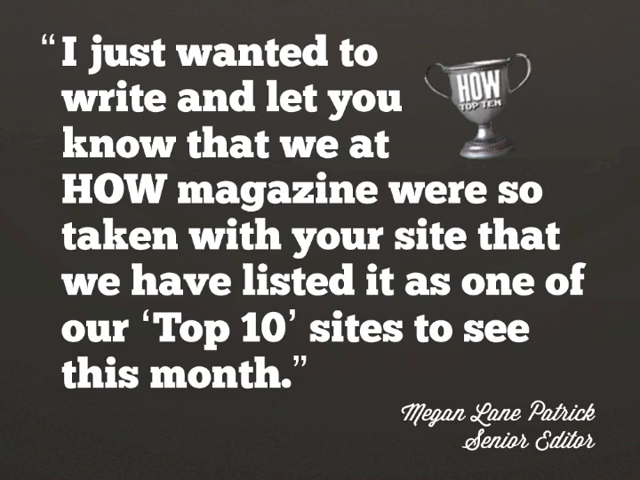 “I just wanted to
write and let you
know that we at
HOW magazine were so
taken with your site that
we have listed it as one of
our ‘Top 10’ sites to see
this month.”
HOW
TOP TEN
Megan Lane Patrick
Senior Editor